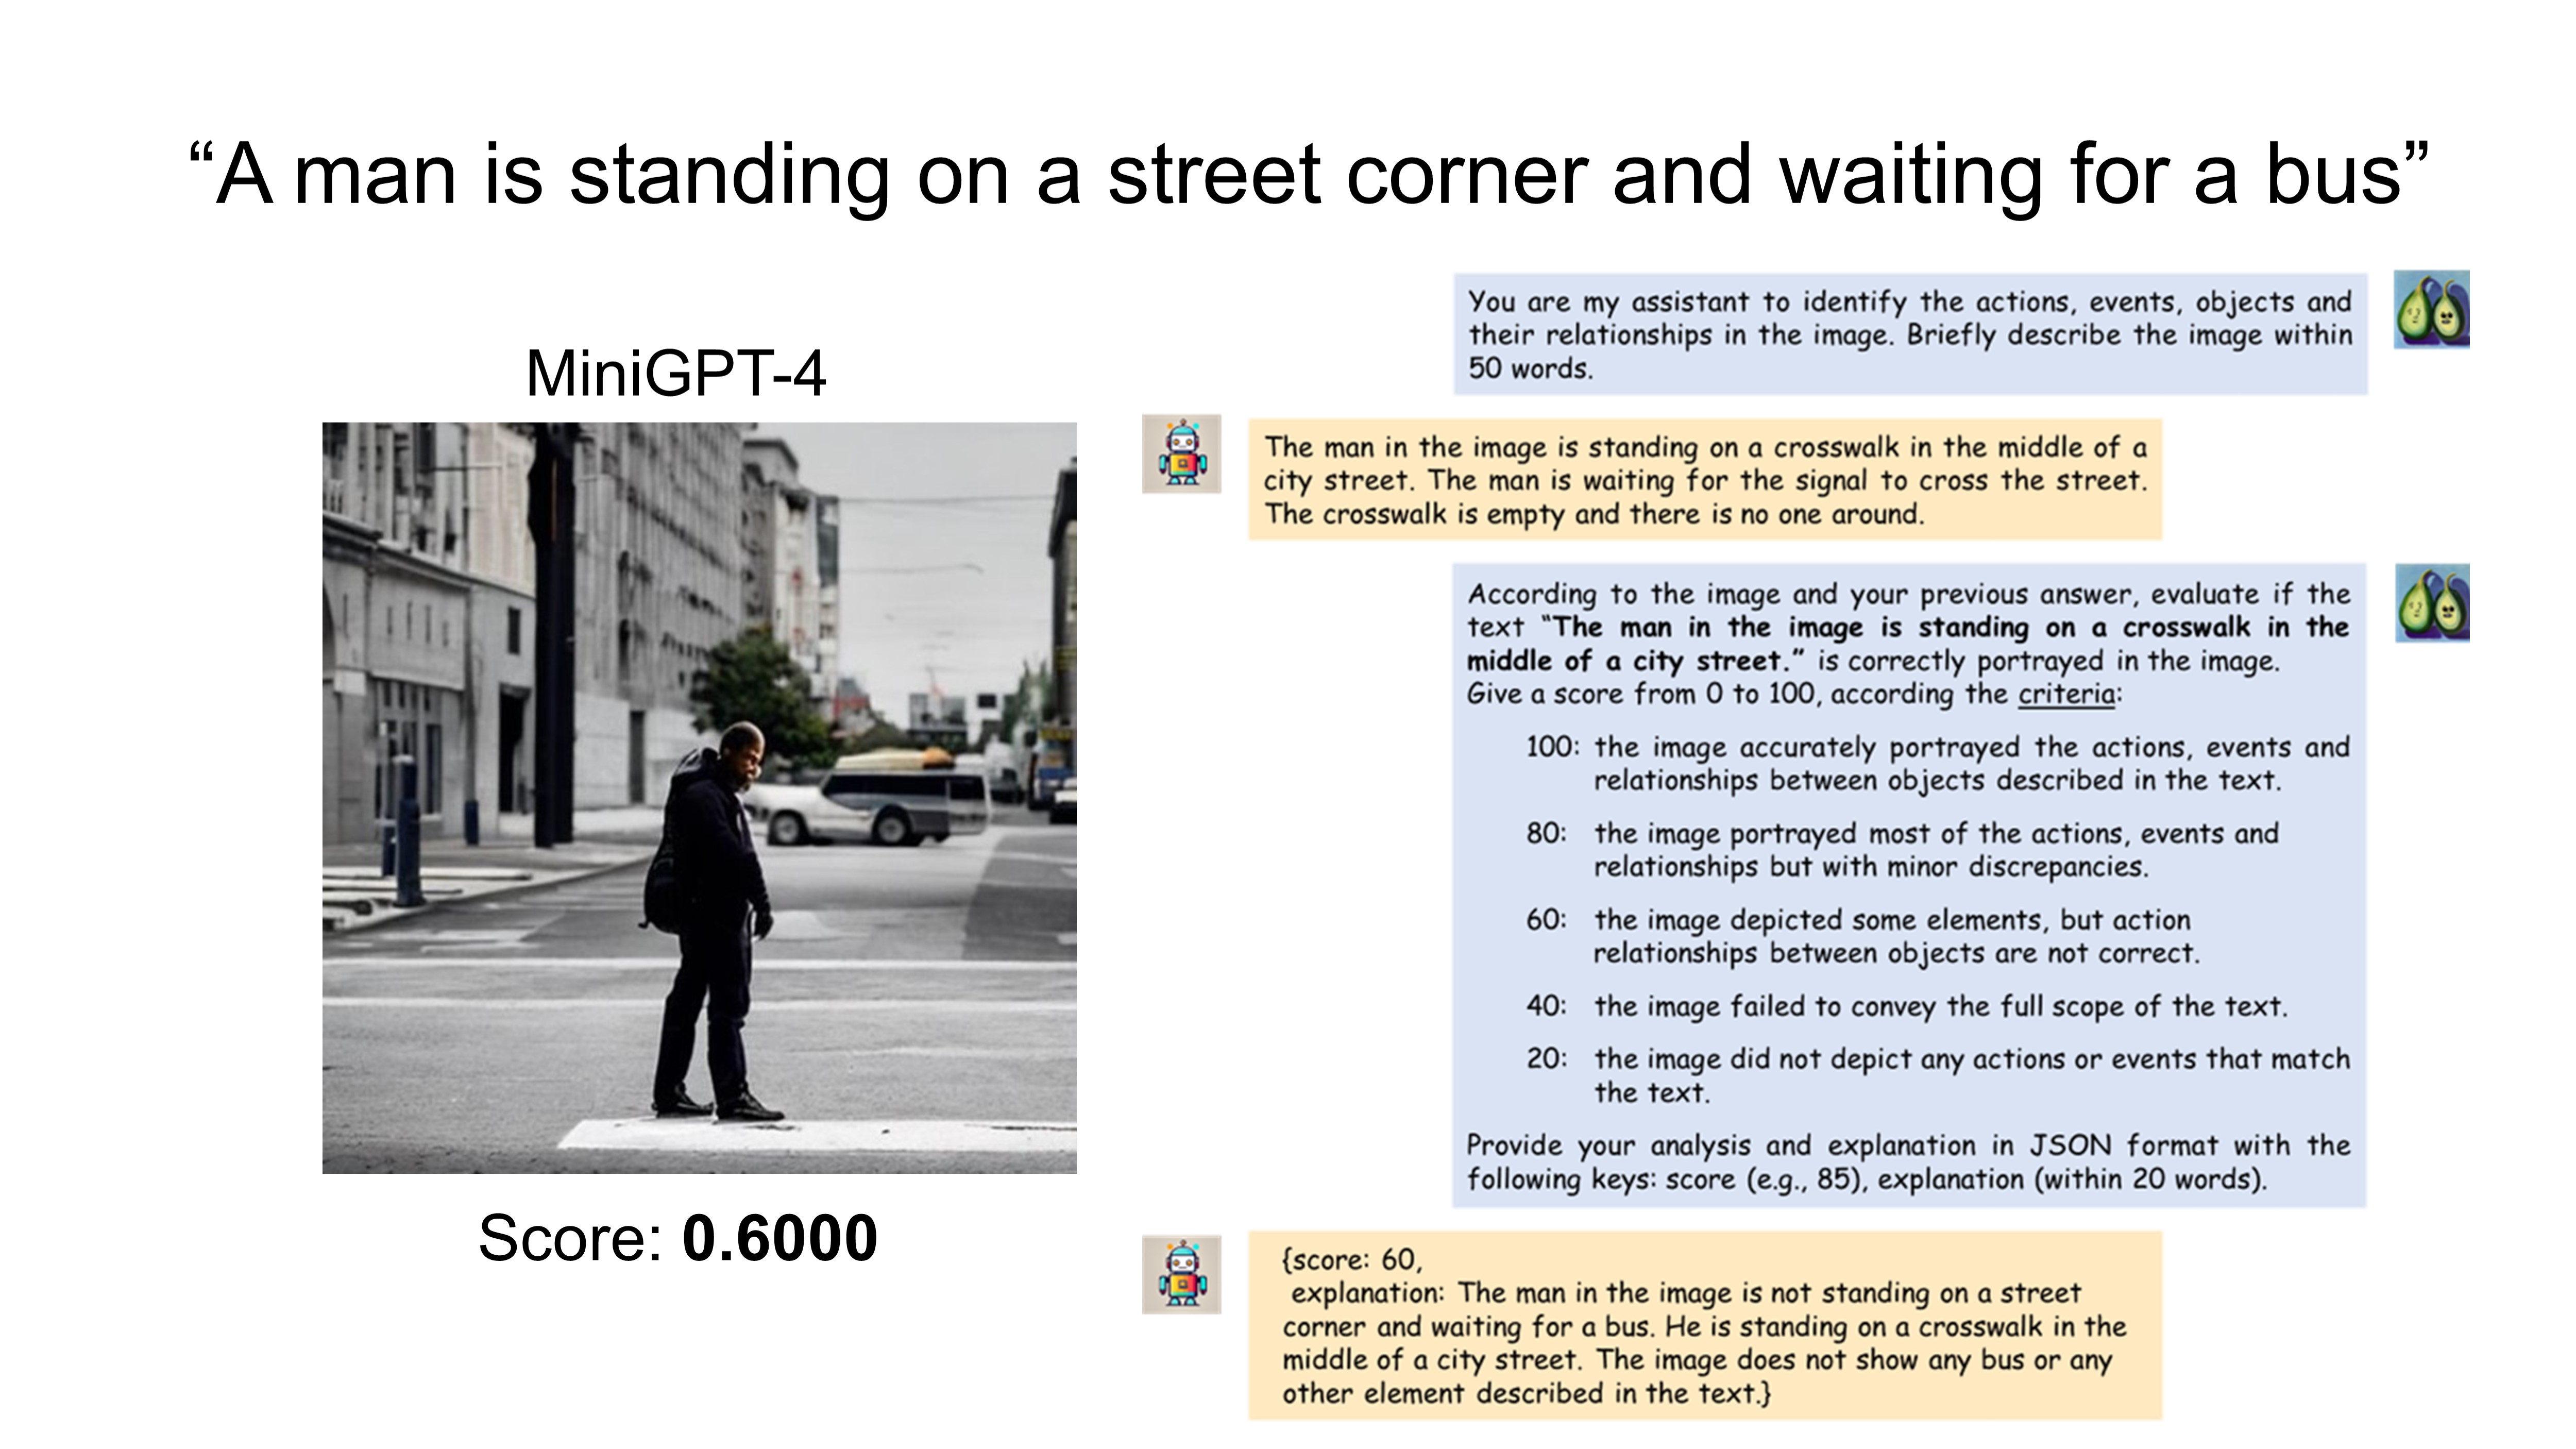 “A man is standing on a street corner and waiting for a bus”
MiniGPT-4
Score: 0.6000
You are my assistant to identify the actions, events, objects and
their relationships in the image. Briefly describe the image within
50 words.
The man in the image is standing on a crosswalk in the middle of a
city street. The man is waiting for the signal to cross the street.
The crosswalk is empty and there is no one around.
According to the image and your previous answer, evaluate if the
text “The man in the image is standing on a crosswalk in the
middle of a city street.” is correctly portrayed in the image.
Give a score from 0 to 100, according the criteria:
100: the image accurately portrayed the actions, events and
relationships between objects described in the text.
80: the image portrayed most of the actions, events and
relationships but with minor discrepancies.
60: the image depicted some elements, but action
relationships between objects are not correct.
40: the image failed to convey the full scope of the text.
20: the image did not depict any actions or events that match
the text.
Provide your analysis and explanation in JSON format with the
following keys: score (e.g., 85), explanation (within 20 words).
{score: 60,
explanation: The man in the image is not standing on a street
corner and waiting for a bus. He is standing on a crosswalk in the
middle of a city street. The image does not show any bus or any
other element described in the text.}